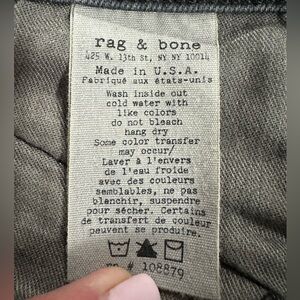 rag & bone
425 W. 13th St, NY NY 10014
Made in U.S.A.
Fabriqué aux états-unis
Wash inside out
cold water with
like colors
do not bleach
hang dry
Some color transfer
may occur/
Laver à l'envers
de l'eau froide
avec des couleurs
semblables, ne pas
blanchir, suspendre
pour sécher. Certains
de transfert de couleur
peuvent se produire.
# 108879